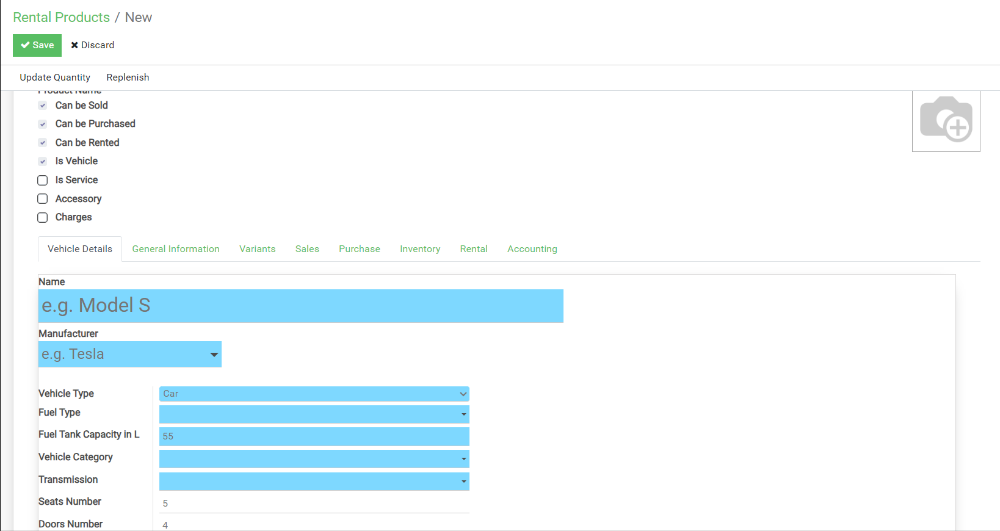 Rental Products / New
Save Discard
Update Quantity Replenish
Product Name
Can be Sold
Can be Purchased
Can be Rented
Is Vehicle
Is Service
Accessory
Charges
Vehicle Details General Information Variants Sales Purchase Inventory Rental Accounting
Name
e.g. Model S
Manufacturer
e.g. Tesla
Vehicle Type Car
Fuel Type
Fuel Tank Capacity in L 55
Vehicle Category
Transmission
Seats Number 5
Doors Number 4